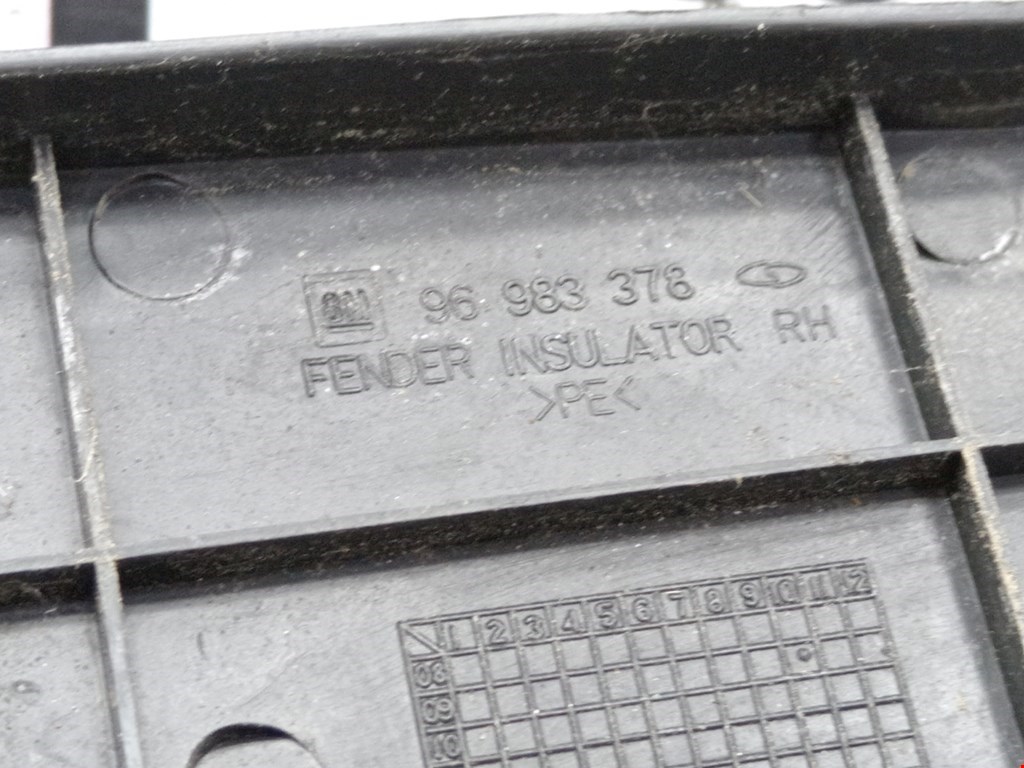 GM 96 983 378
FENDER INSULATOR RH
>PE<
1 2 3 4 5 6 7 8 9 10 11 12
08
09
10